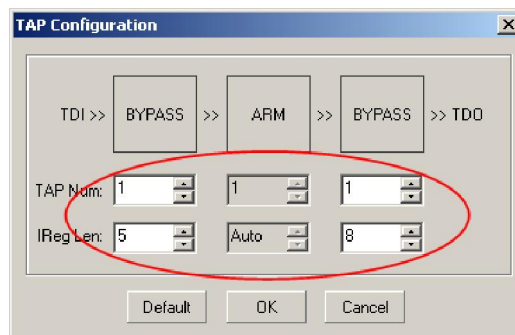 TAP Configuration
TDI >> BYPASS >> ARM >> BYPASS >> TDO
TAP Num: 1 1 1
IReg Len: 5 Auto 8
Default OK Cancel